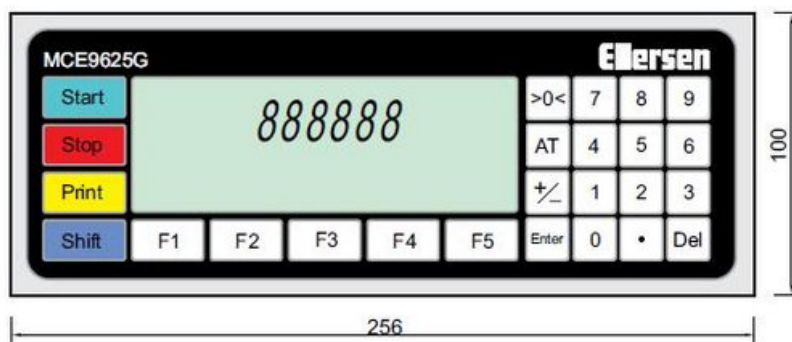 MCE9625G Eilersen
Start 888888 >0< 7 8 9
Stop AT 4 5 6
Print +/- 1 2 3
Shift F1 F2 F3 F4 F5 Enter 0 • Del
100
256